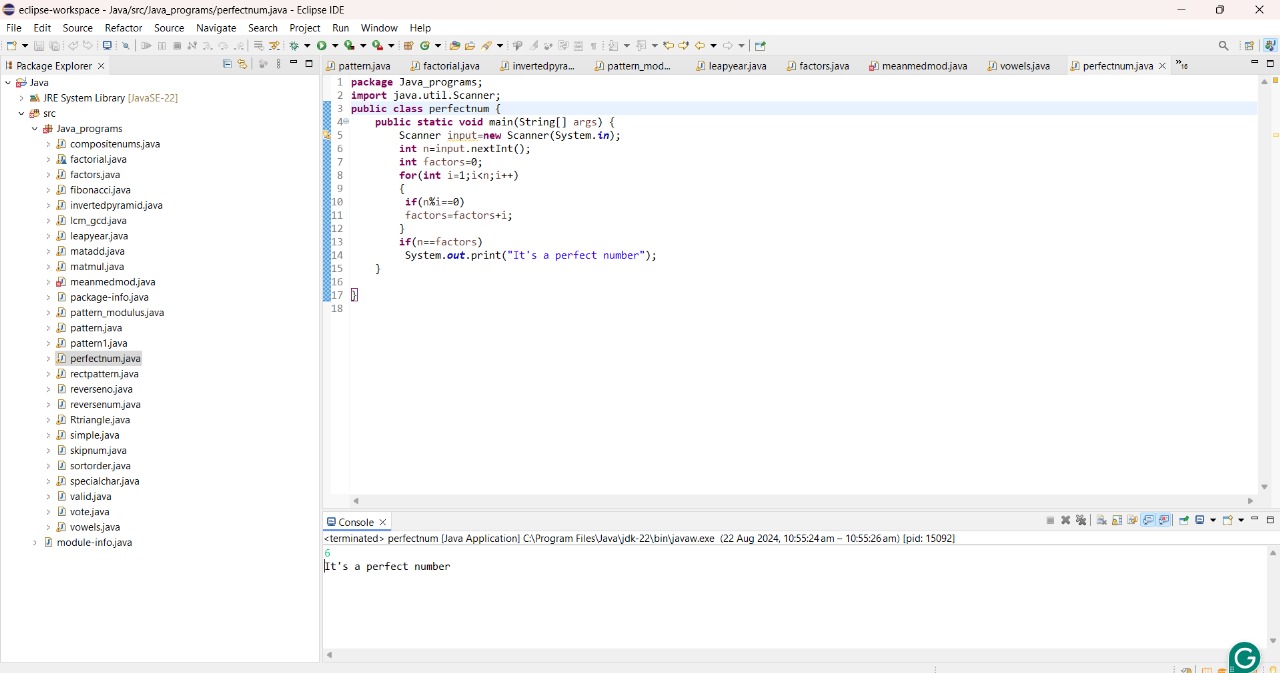 eclipse-workspace - Java/src/Java_programs/perfectnum.java - Eclipse IDE
File Edit Source Refactor Source Navigate Search Project Run Window Help
Package Explorer
pattern.java factorial.java invertedpyra... pattern_mod... leapyear.java factors.java meanmedmod.java vowels.java perfectnum.java »16
Java
JRE System Library [JavaSE-22]
src
Java_programs
compositenums.java
factorial.java
factors.java
fibonacci.java
invertedpyramid.java
lcm_gcd.java
leapyear.java
matadd.java
matmul.java
meanmedmod.java
package-info.java
pattern_modulus.java
pattern.java
pattern1.java
perfectnum.java
rectpattern.java
reverseno.java
reversenum.java
Rtriangle.java
simple.java
skipnum.java
sortorder.java
specialchar.java
valid.java
vote.java
vowels.java
module-info.java
1 package Java_programs;
2 import java.util.Scanner;
3 public class perfectnum {
4 public static void main(String[] args) {
5 Scanner input=new Scanner(System.in);
6 int n=input.nextInt();
7 int factors=0;
8 for(int i=1;i<n;i++)
9 {
10 if(n%i==0)
11 factors=factors+i;
12 }
13 if(n==factors)
14 System.out.print("It's a perfect number");
15 }
16
17 }
18
Console
<terminated> perfectnum [Java Application] C:\Program Files\Java\jdk-22\bin\javaw.exe (22 Aug 2024, 10:55:24 am – 10:55:26 am) [pid: 15092]
6
It's a perfect number